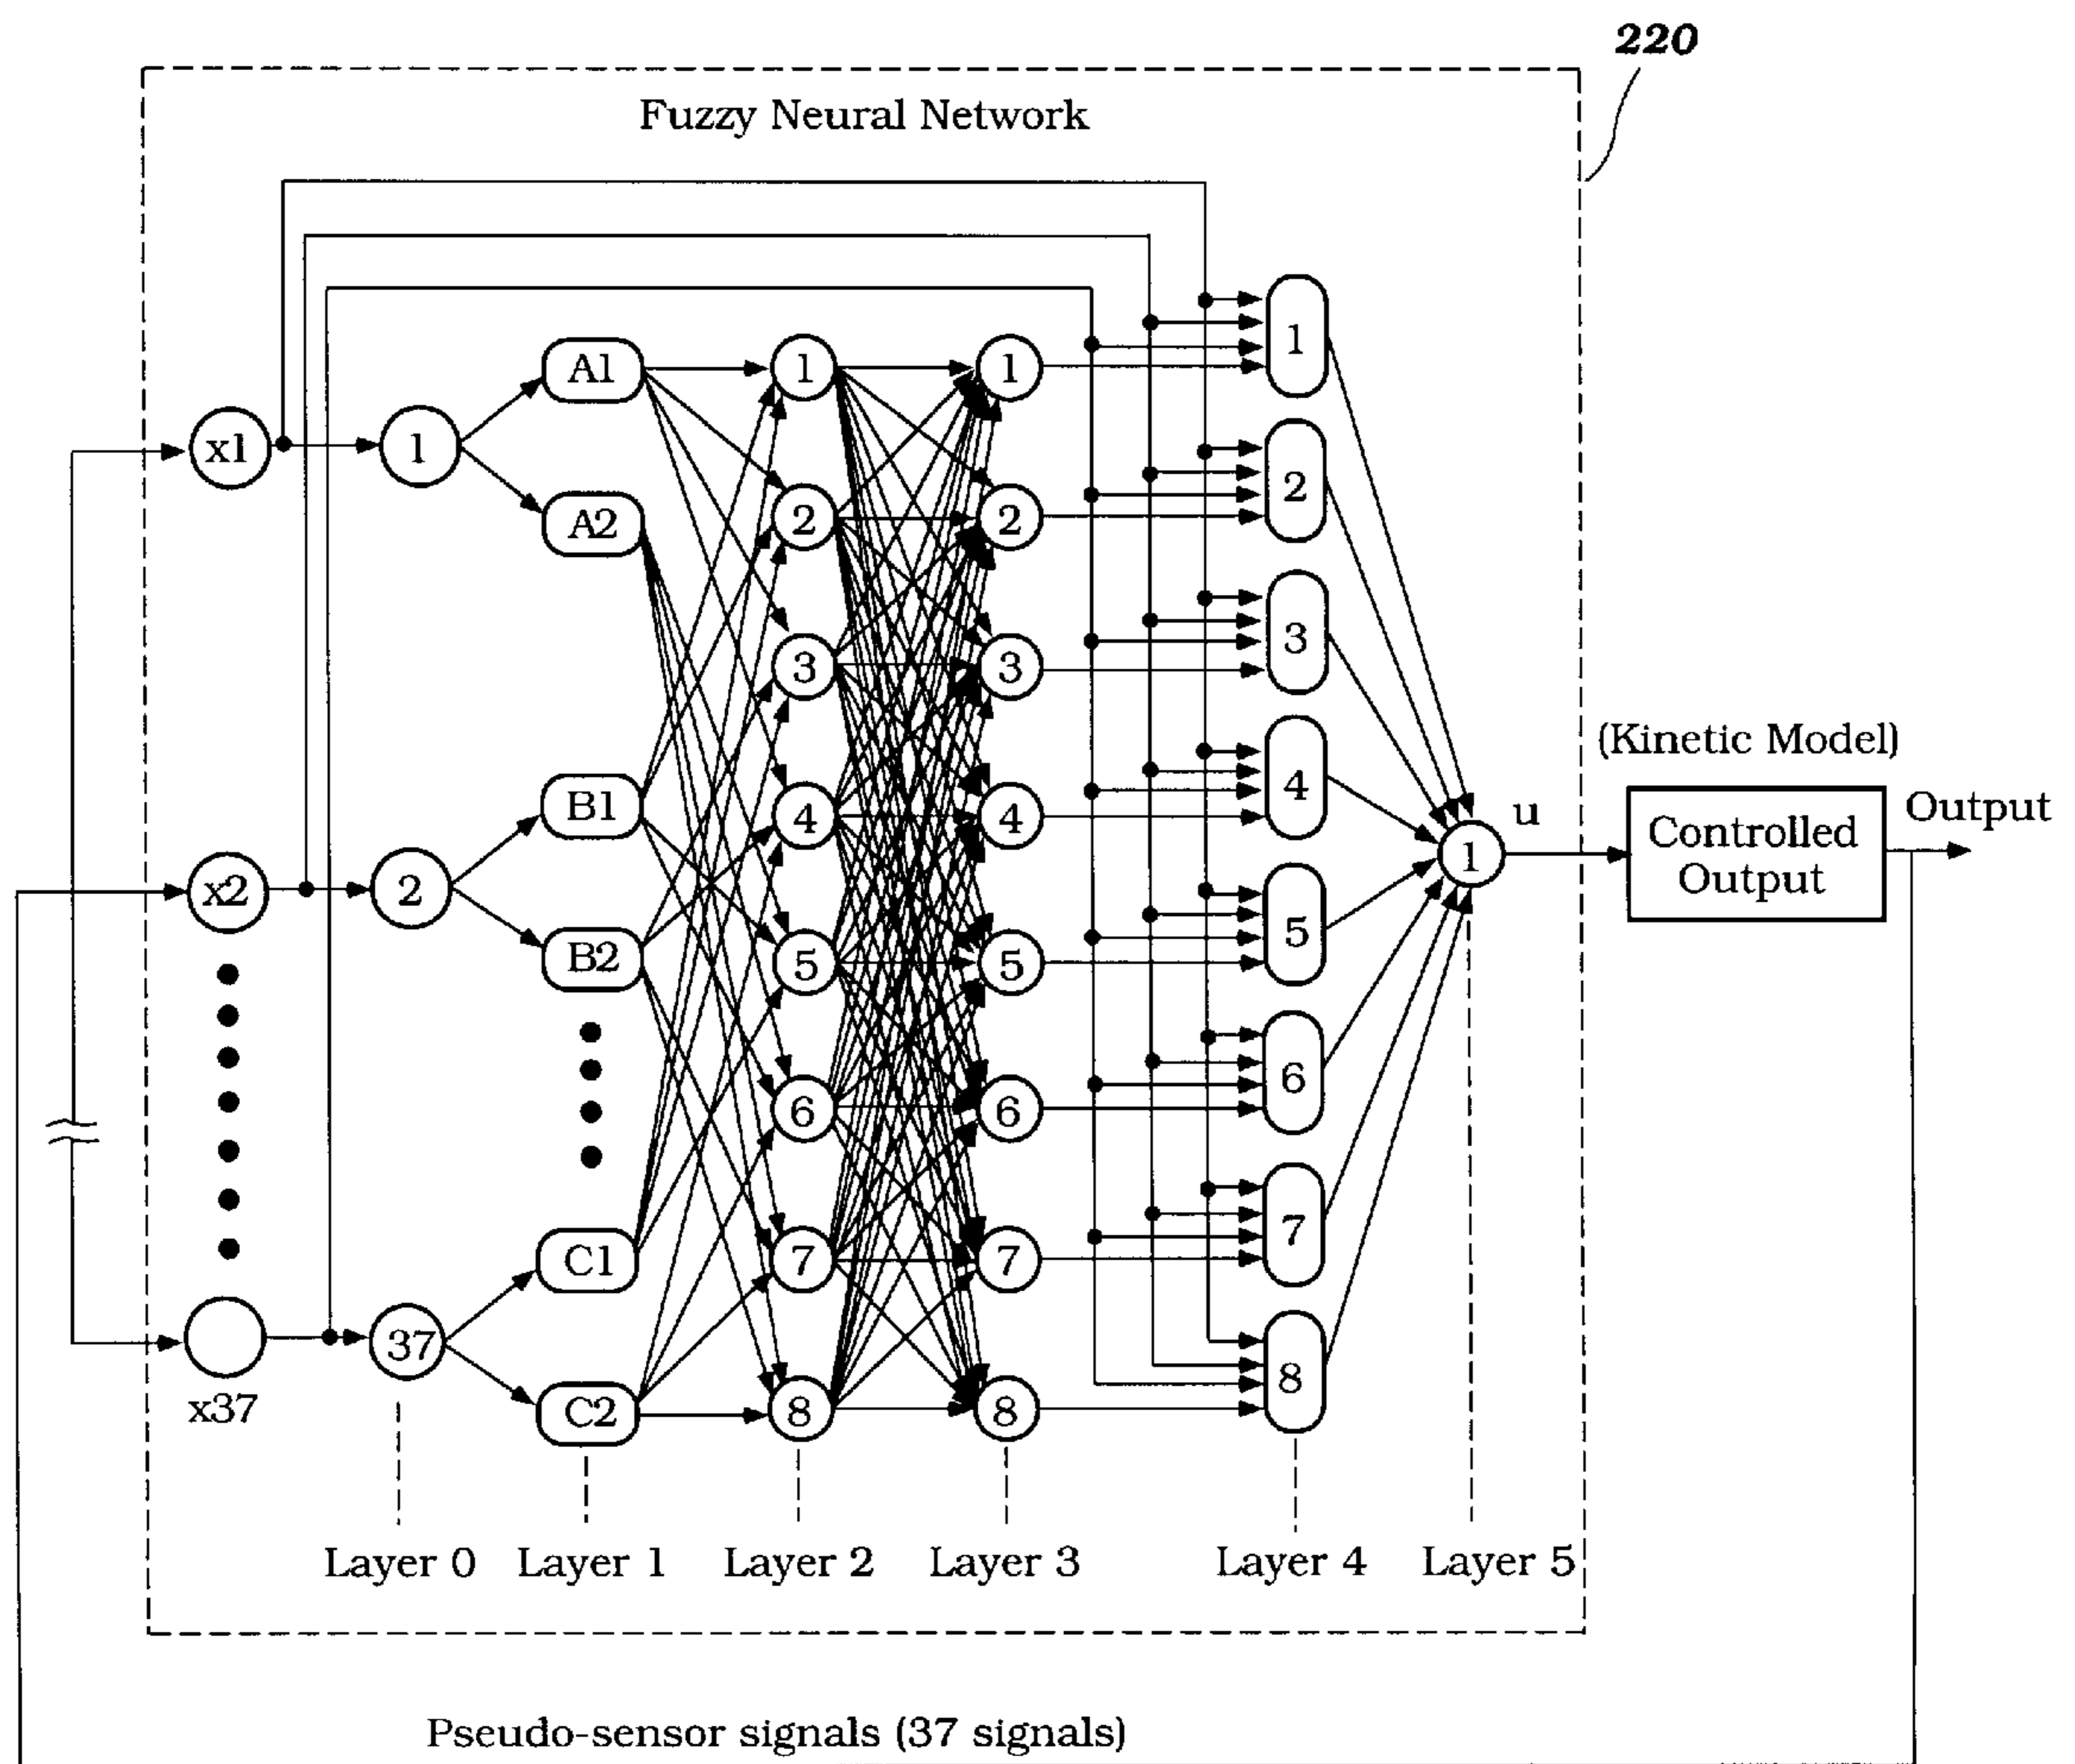 220
Fuzzy Neural Network
x1
1
A1
A2
x2
2
B1
B2
x37
37
C1
C2
1
2
3
4
5
6
7
8
1
2
3
4
5
6
7
8
1
2
3
4
5
6
7
8
1
u
(Kinetic Model)
Controlled
Output
Output
Layer 0
Layer 1
Layer 2
Layer 3
Layer 4
Layer 5
Pseudo-sensor signals (37 signals)